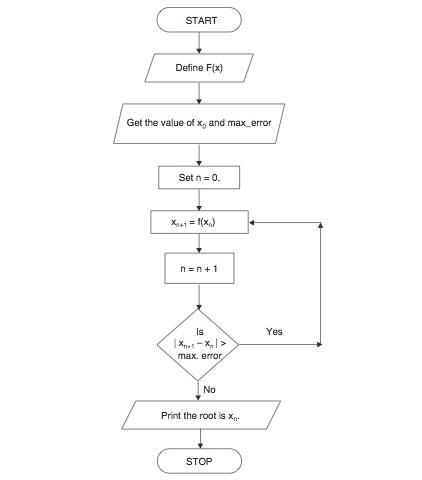 START
Define F(x)
Get the value of x₀ and max_error
Set n = 0.
xₙ₊₁ = f(xₙ)
n = n + 1
Is
| xₙ₊₁ – xₙ | >
max. error
Yes
No
Print the root is xₙ.
STOP